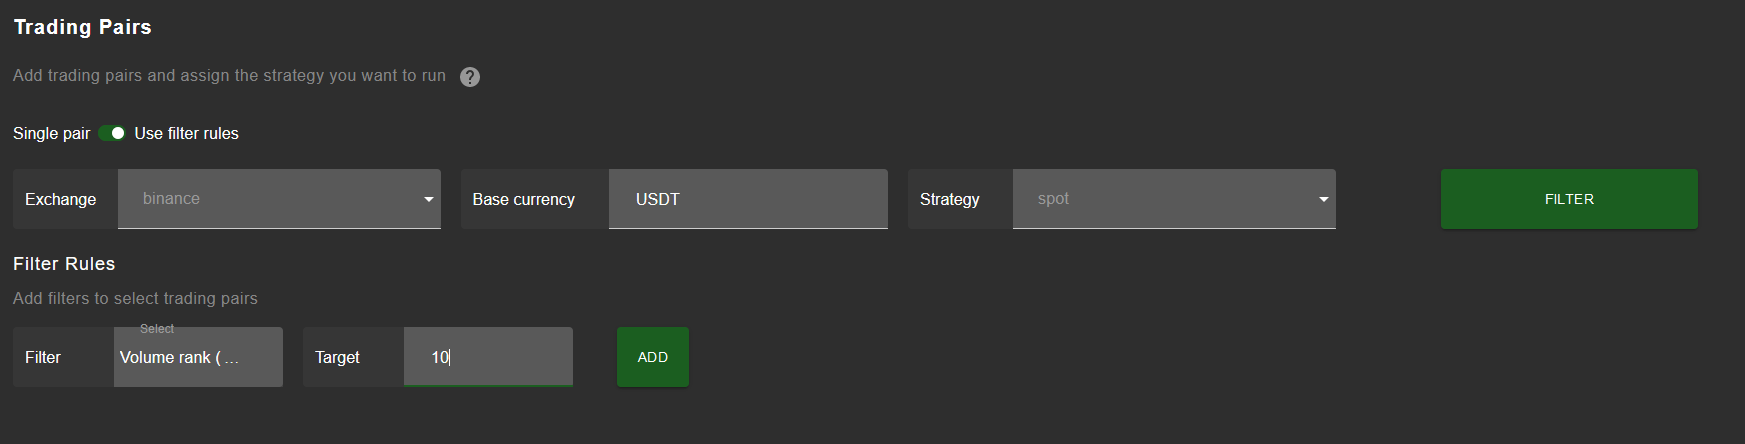 Trading Pairs
Add trading pairs and assign the strategy you want to run ?
Single pair Use filter rules
Exchange binance Base currency USDT Strategy spot FILTER
Filter Rules
Add filters to select trading pairs
Select
Filter Volume rank ( ... Target 10 ADD